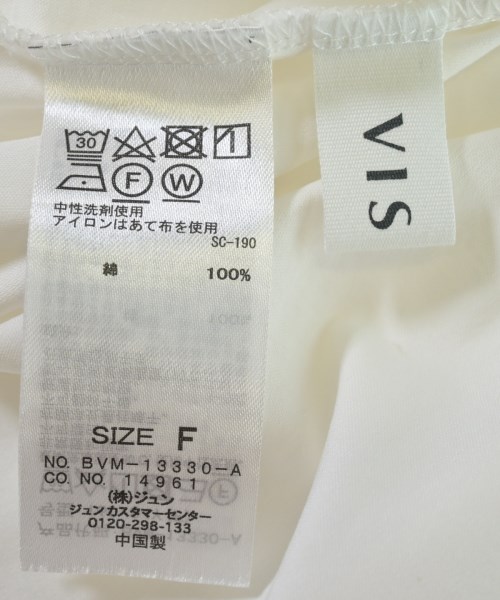 30
1
F W
中性洗剤使用
アイロンはあて布を使用
SC-190
綿 100%
SIZE F
NO. BVM-13330-A
CO. NO. 14961
(株)ジュン
ジュンカスタマーセンター
0120-298-133
中国製
VIS